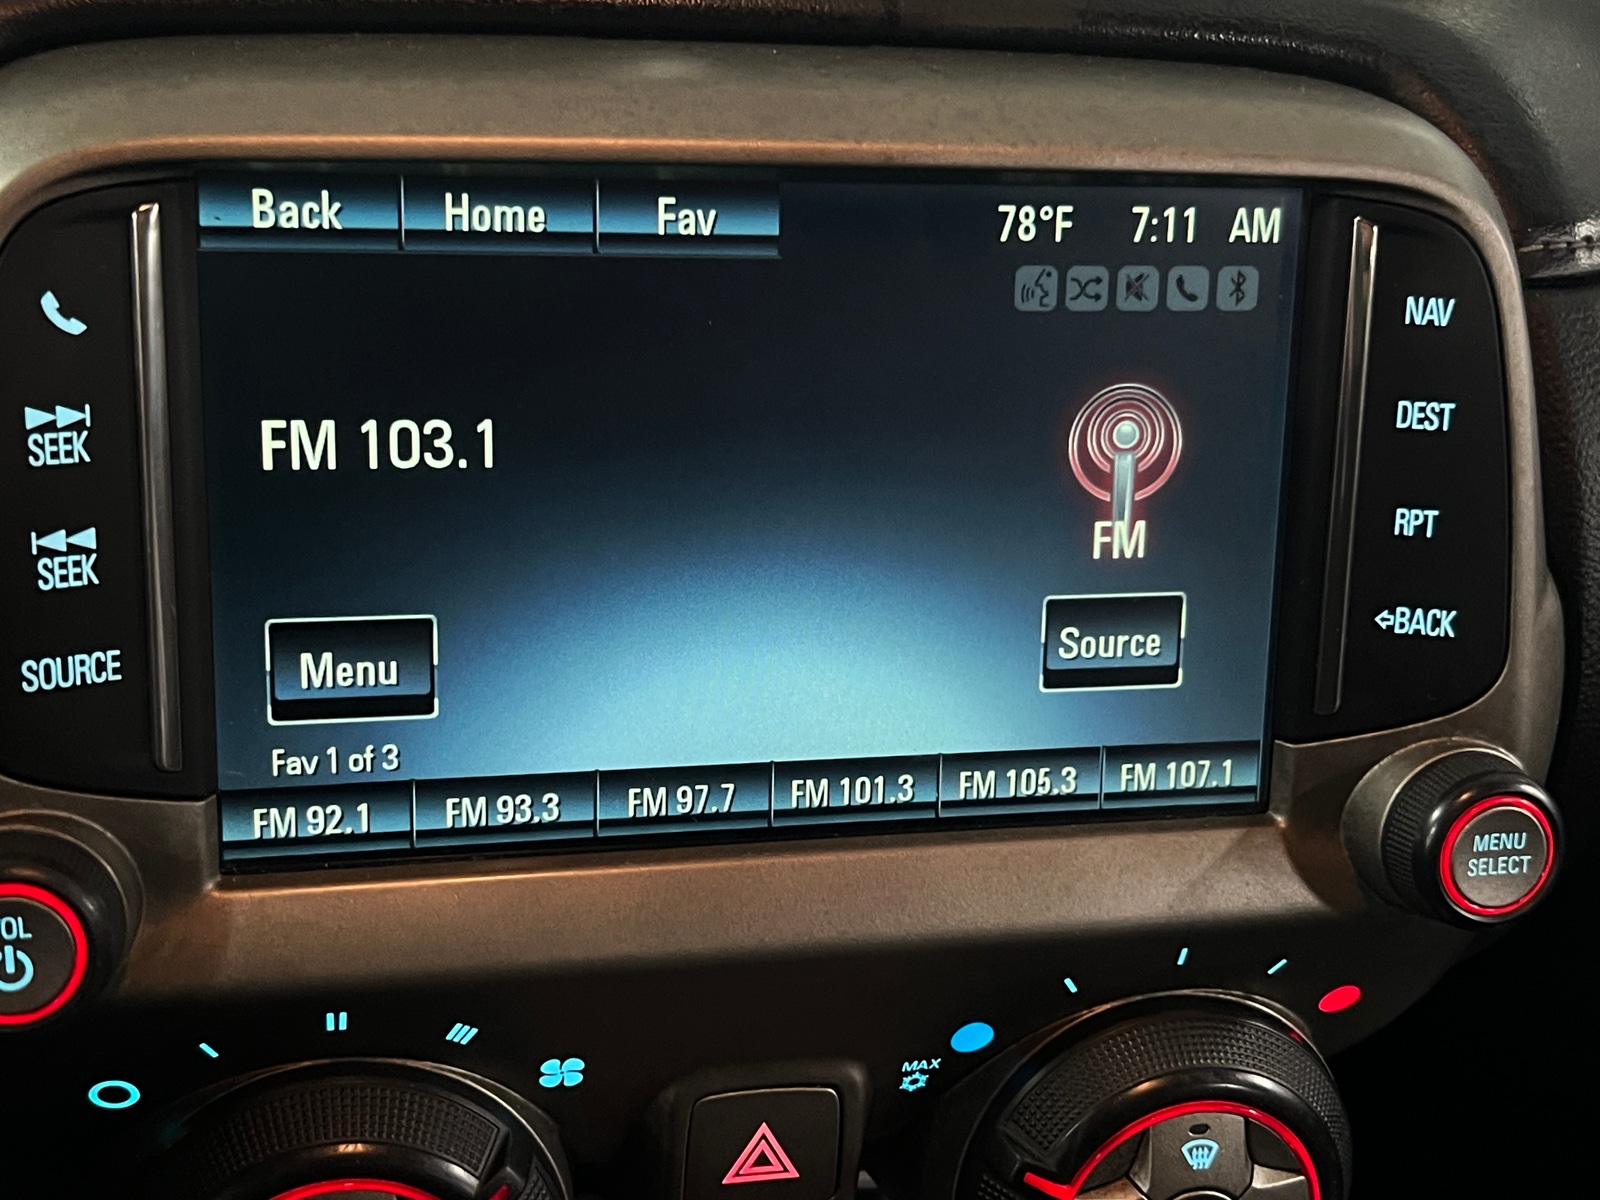 Back Home Fav 78°F 7:11 AM
SEEK
SEEK
SOURCE
FM 103.1
FM
Menu
Source
Fav 1 of 3
FM 92.1 FM 93.3 FM 97.7 FM 101.3 FM 105.3 FM 107.1
NAV
DEST
RPT
BACK
MENU
SELECT
MAX